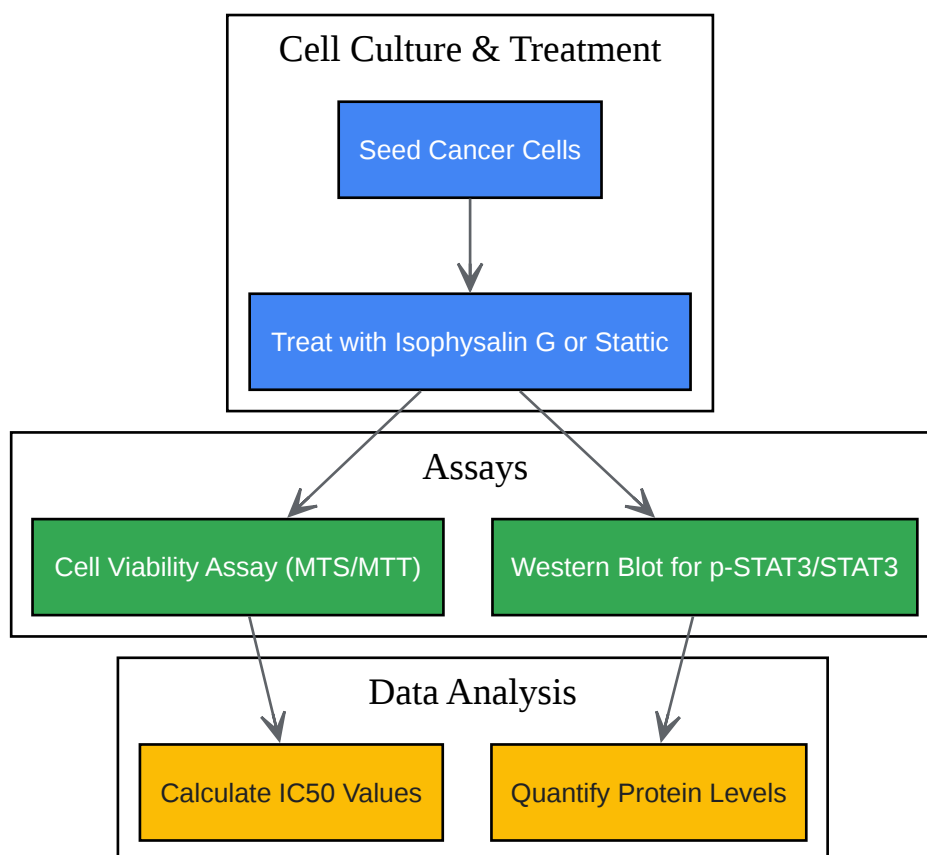 Cell Culture & Treatment
Seed Cancer Cells
Treat with Isophysalin G or Stattic
Assays
Cell Viability Assay (MTS/MTT)
Western Blot for p-STAT3/STAT3
Data Analysis
Calculate IC50 Values
Quantify Protein Levels